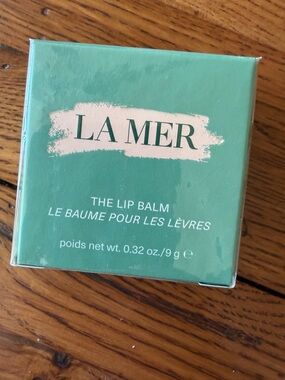 LA MER
THE LIP BALM
LE BAUME POUR LES LÈVRES
poids net wt. 0.32 oz./9 g ℮